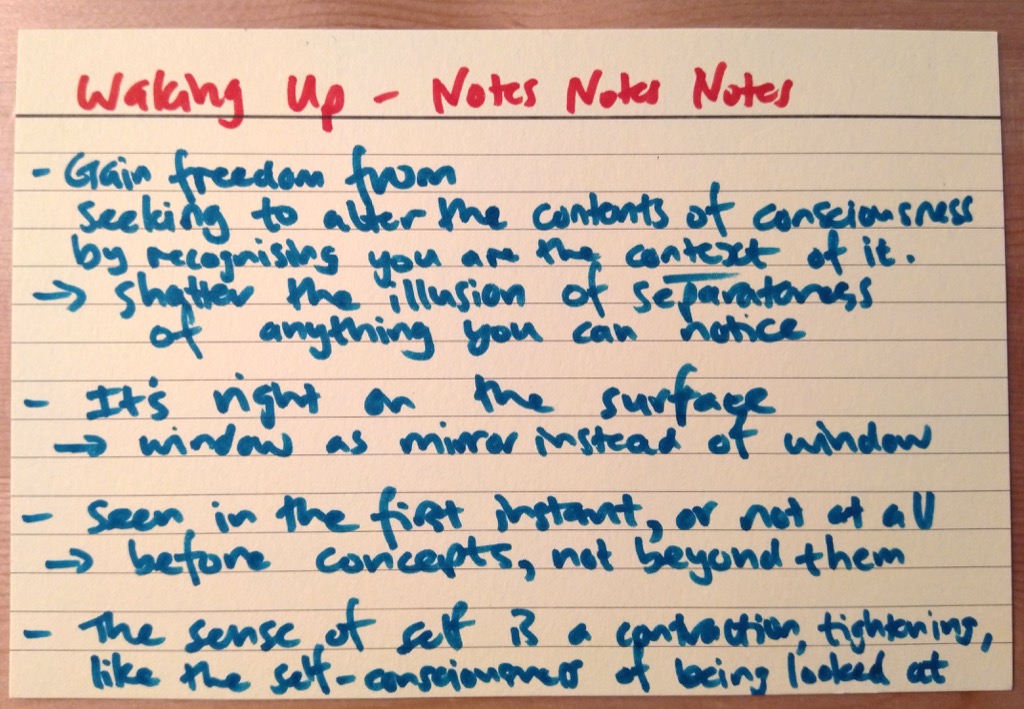 Waking Up - Notes Notes Notes
- Gain freedom from
seeking to alter the contents of consciousness
by recognising you are the context of it.
→ shatter the illusion of separateness
of anything you can notice
- It's right on the surface
→ window as mirror instead of window
- Seen in the first instant, or not at all
→ before concepts, not beyond them
- The sense of self is a contraction, tightening,
like the self-consciousness of being looked at